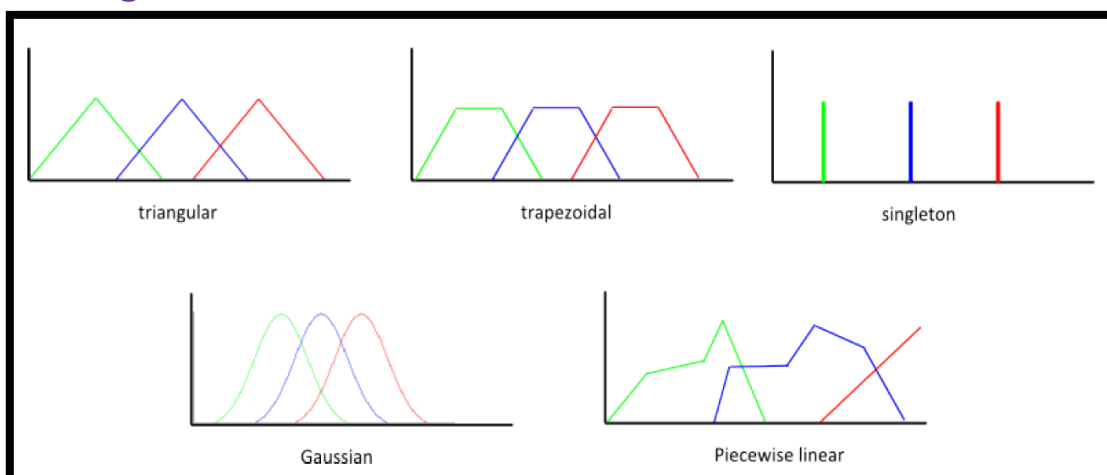 triangular
trapezoidal
singleton
Gaussian
Piecewise linear